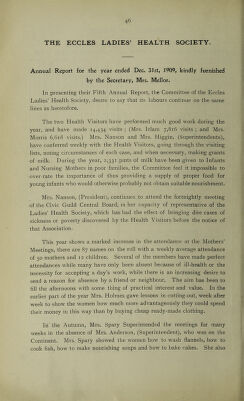 46
THE ECCLES LADIES' HEALTH SOCIETY.
Annual Report for the year ended Dec. 31st, 1909, kindly furnished
by the Secretary, Mrs. Mellor.
In presenting their Fifth Annual Report, the Committee of the Eccles
Ladies' Health Society, desire to say that its labours continue on the same
lines as heretofore.
The two Health Visitors have performed much good work during the
year, and have made 14,434 visits ; (Mrs. Irlam 7,816 visits ; and Mrs.
Morris 6,618 visits.) Mrs. Nanson and Mrs. Higgin, (Superintendents),
have conferred weekly with the Health Visitors, going through the visiting
lists, noting circumstances of each case, and when necessary, making grants
of milk. During the year, 2,331 pints of milk have been given to Infants
and Nursing Mothers in poor families, the Committee feel it impossible to
over-rate the importance of thus providing a supply of proper food for
young infants who would otherwise probably not obtain suitable nourishment.
Mrs. Nanson, (President), continues to attend the fortnightly meeting
of the Civic Guild Central Board, in her capacity of representative of the
Ladies' Health Society, which has had the effect of bringing dire cases of
sickness or poverty discovered by the Health Visitors before the notice of
that Association.
This year shows a marked increase in the attendance at the Mothers'
Meetings, there are 87 names on the roll with a weekly average attendance
of 50 mothers and 12 children. Several of the members have made perfect
attendances while many have only been absent because of ill-health or the
necessity for accepting a day's work, while there is an increasing desire to
send a reason for absence by a friend or neighbour. The aim has been to
fill the afternoons with some thing of practical interest and value. In the
earlier part of the year Mrs. Holmes gave lessons in cutting out, week after
week to show the women how much more advantageously they could spend
their money in this way than by buying cheap ready-made clothing.
In the Autumn, Mrs. Spary Superintended the meetings for many
weeks in the absence of Mrs. Anderson, (Superintendent), who was on the
Continent. Mrs. Spary showed the women how to wash flannels, how to
cook fish, how to make nourishing soups and how to bake cakes. She also